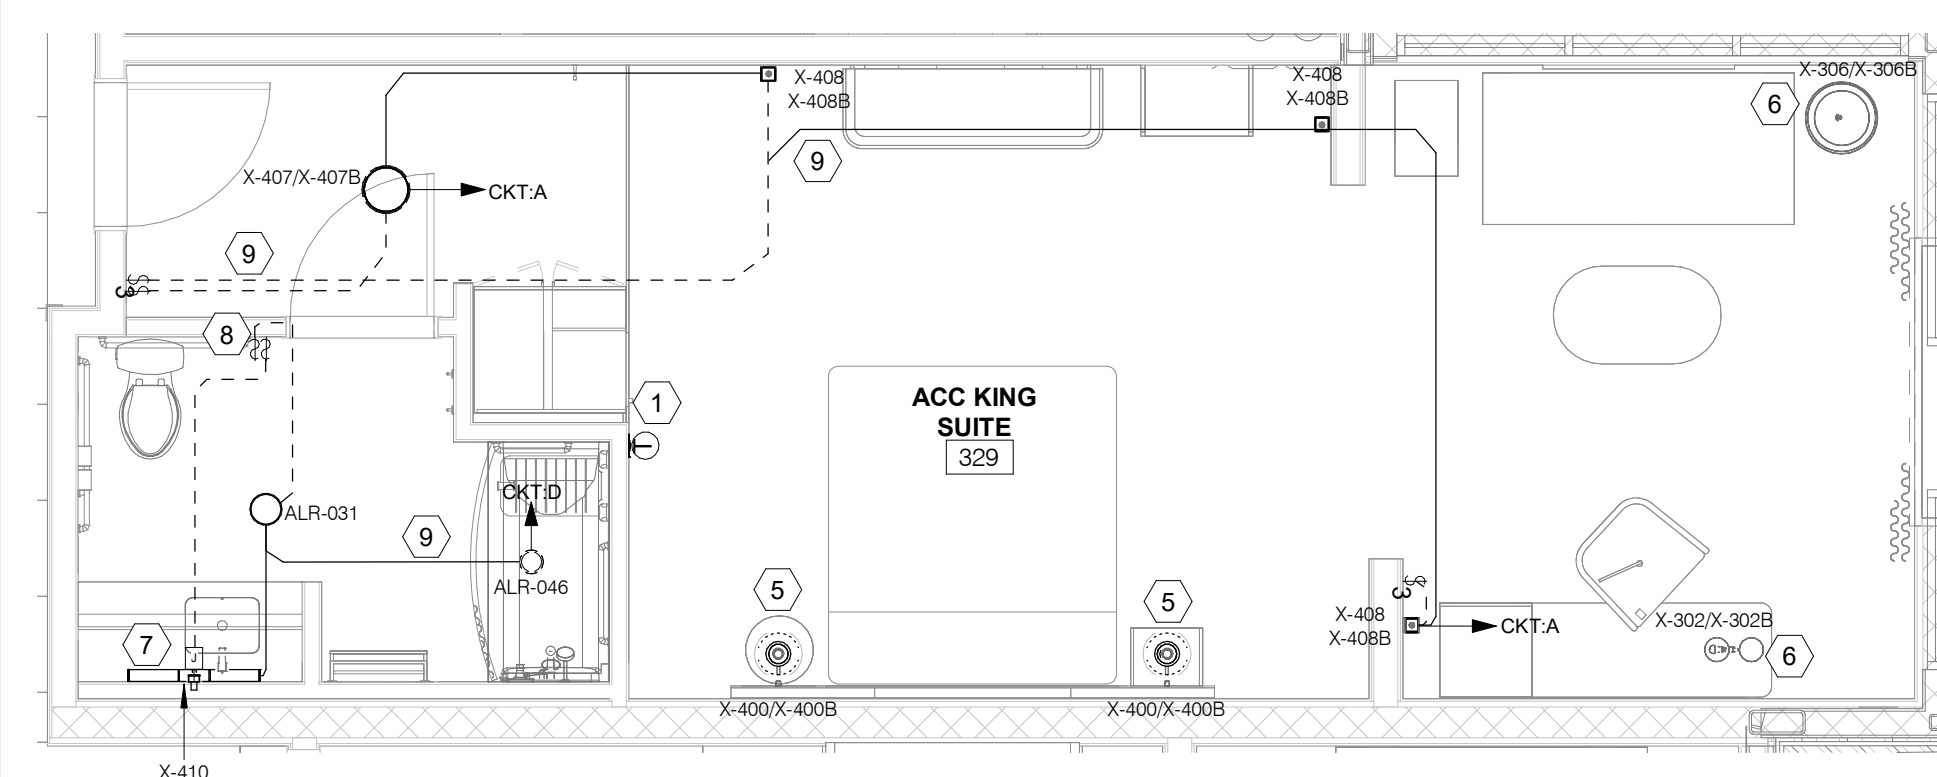 X-408
X-408B
X-408
X-408B
X-306/X-306B
6
9
X-407/X-407B
CKT:A
9
3
8
1
ACC KING
SUITE
329
CKT:D
ALR-031
9
ALR-046
5
5
3
X-408
X-408B
CKT:A
X-302/X-302B
6
7
J
X-400/X-400B
X-400/X-400B
X-410